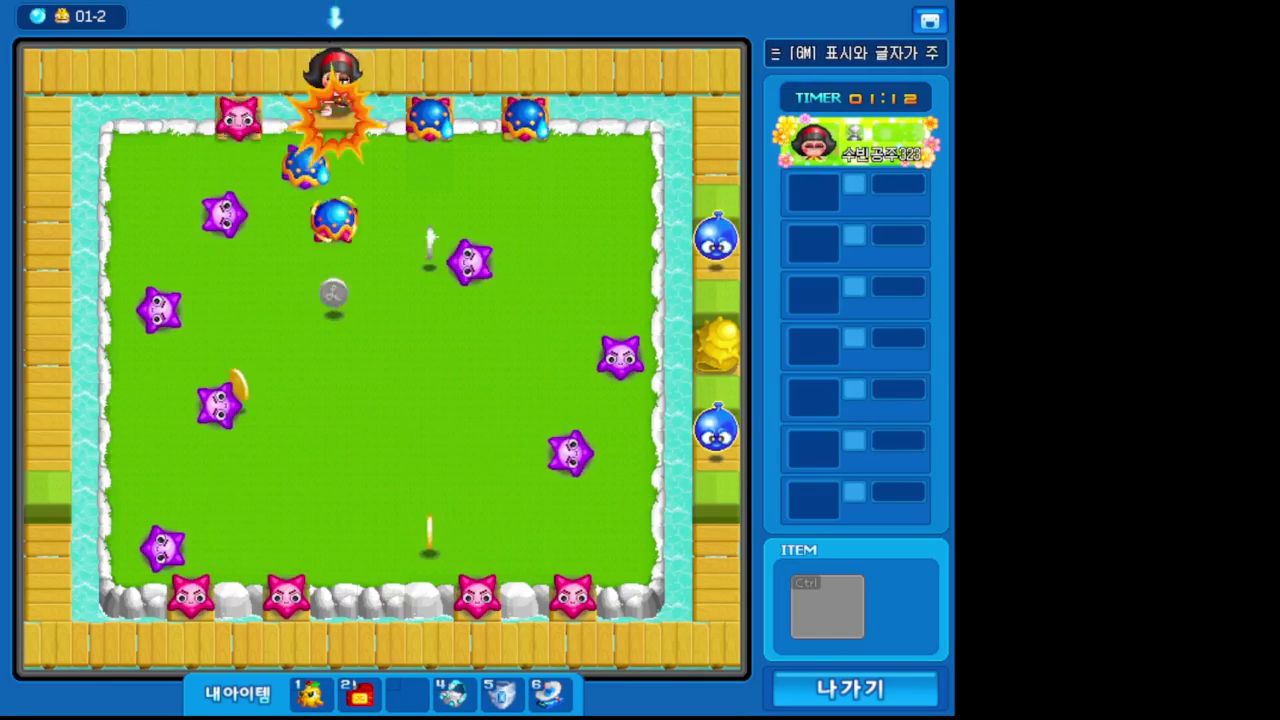 01-2
[GM] 표시와 글자가 주
TIMER 01:12
수빈공주323
ITEM
Ctrl
내아이템
1
2
4
5
6
나가기